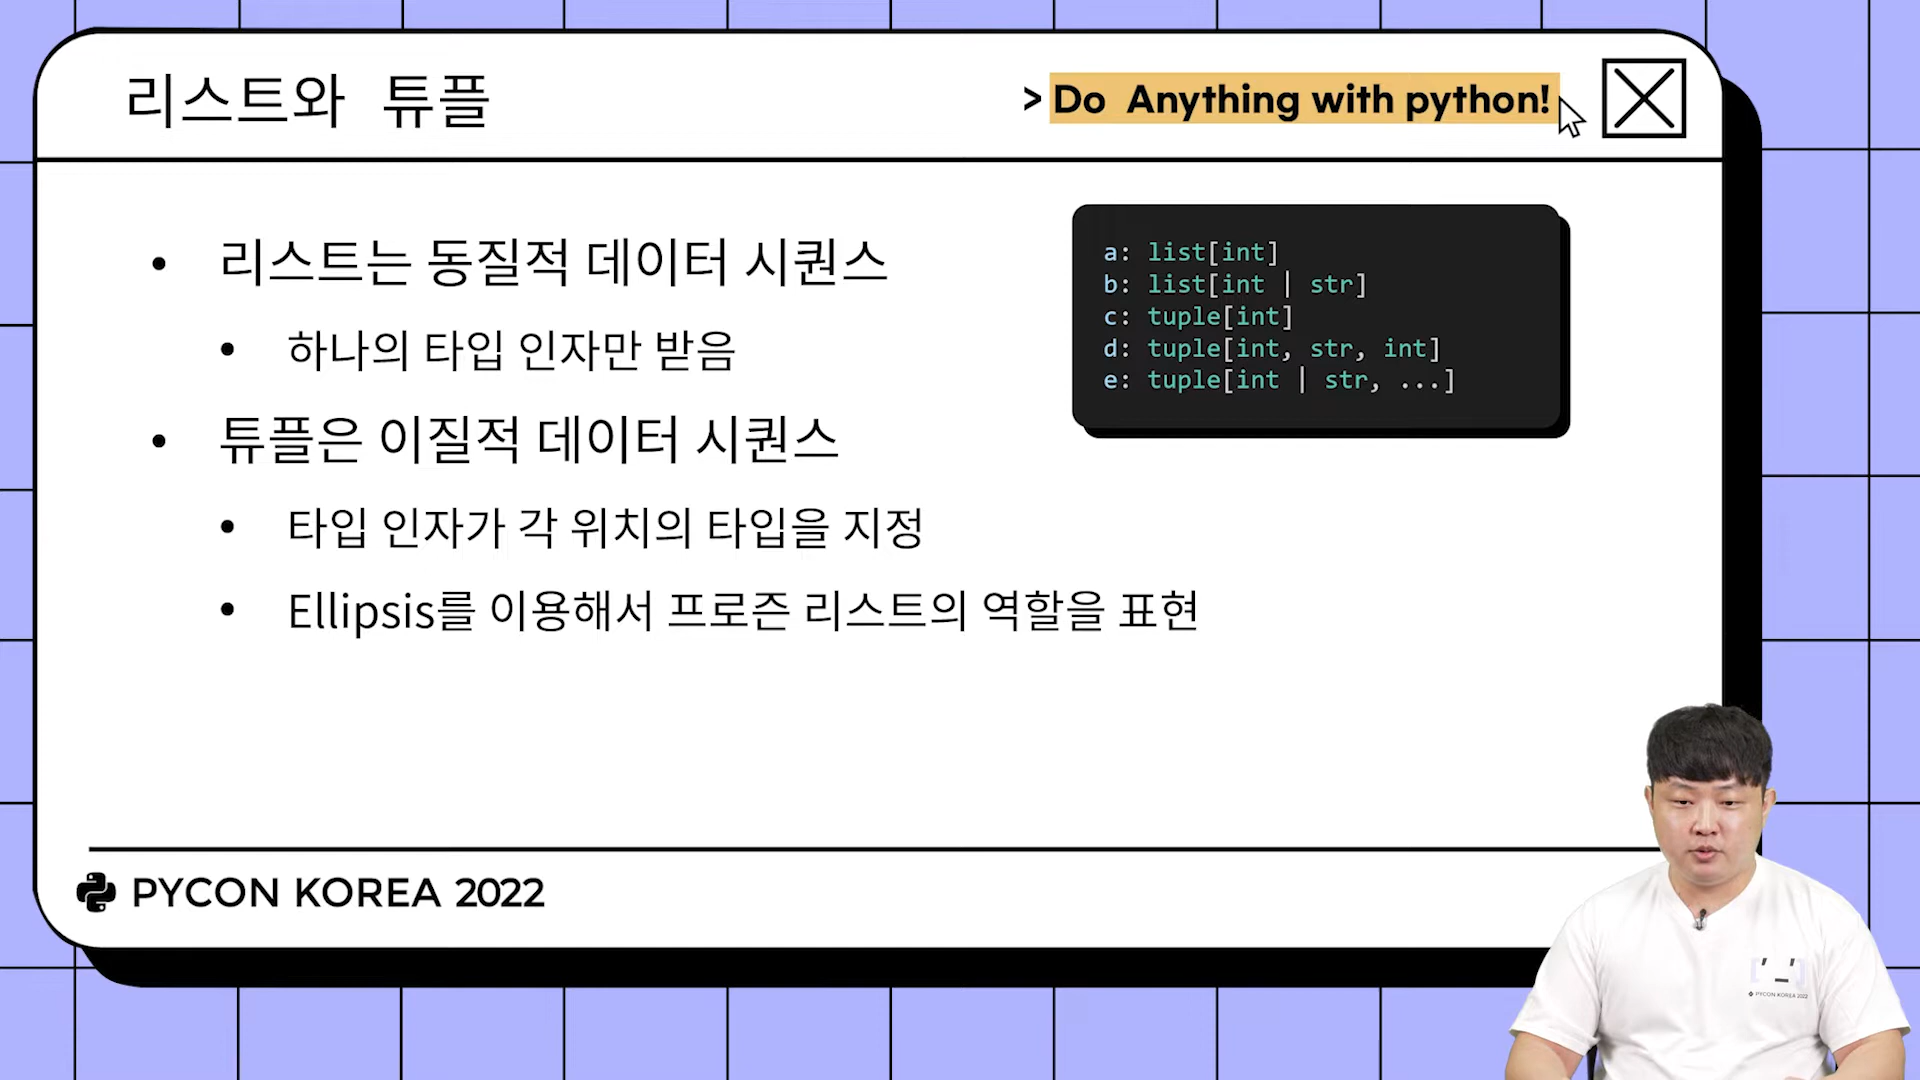 리스트와 튜플
> Do Anything with python!
• 리스트는 동질적 데이터 시퀀스
• 하나의 타입 인자만 받음
• 튜플은 이질적 데이터 시퀀스
• 타입 인자가 각 위치의 타입을 지정
• Ellipsis를 이용해서 프로즌 리스트의 역할을 표현
a: list[int]
b: list[int | str]
c: tuple[int]
d: tuple[int, str, int]
e: tuple[int | str, ...]
PYCON KOREA 2022
['_']
PYCON KOREA 2022